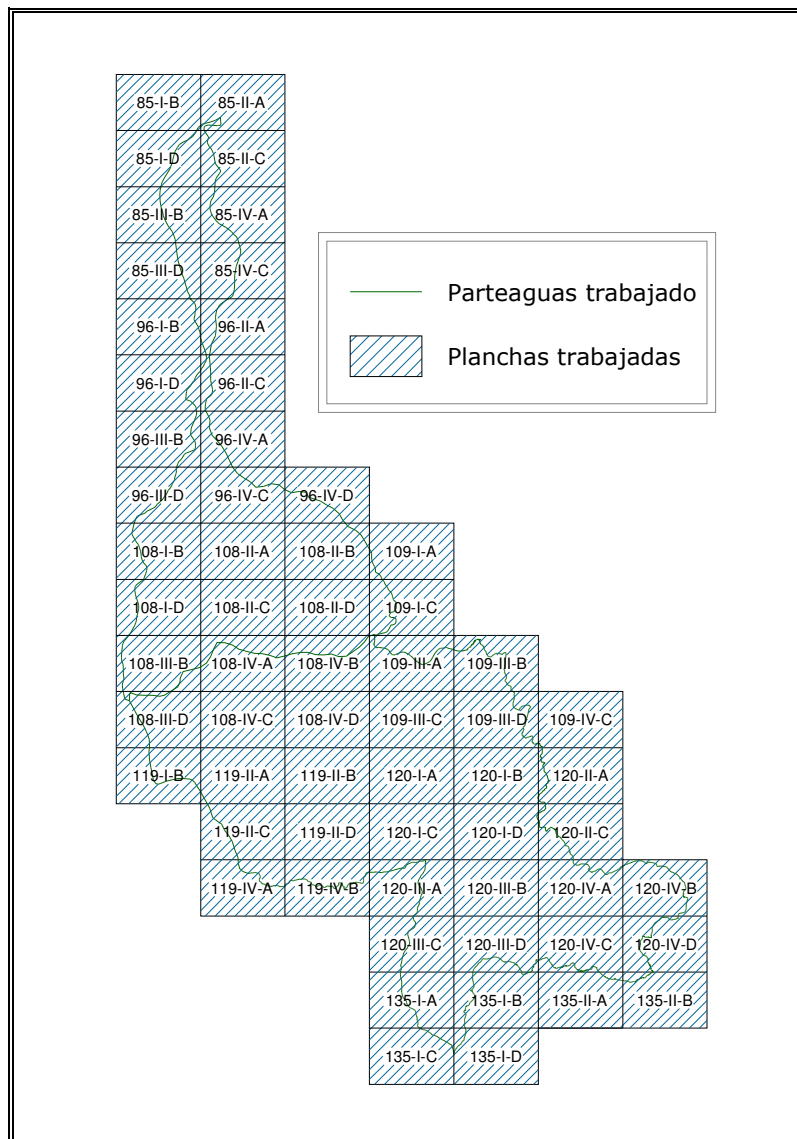 85-I-B 85-II-A
85-I-D 85-II-C
85-III-B 85-IV-A
85-III-D 85-IV-C
Parteaguas trabajado
96-I-B 96-II-A
Planchas trabajadas
96-I-D 96-II-C
96-III-B 96-IV-A
96-III-D 96-IV-C 96-IV-D
108-I-B 108-II-A 108-II-B 109-I-A
108-I-D 108-II-C 108-II-D 109-I-C
108-III-B 108-IV-A 108-IV-B 109-III-A 109-III-B
108-III-D 108-IV-C 108-IV-D 109-III-C 109-III-D 109-IV-C
119-I-B 119-II-A 119-II-B 120-I-A 120-I-B 120-II-A
119-II-C 119-II-D 120-I-C 120-I-D 120-II-C
119-IV-A 119-IV-B 120-III-A 120-III-B 120-IV-A 120-IV-B
120-III-C 120-III-D 120-IV-C 120-IV-D
135-I-A 135-I-B 135-II-A 135-II-B
135-I-C 135-I-D